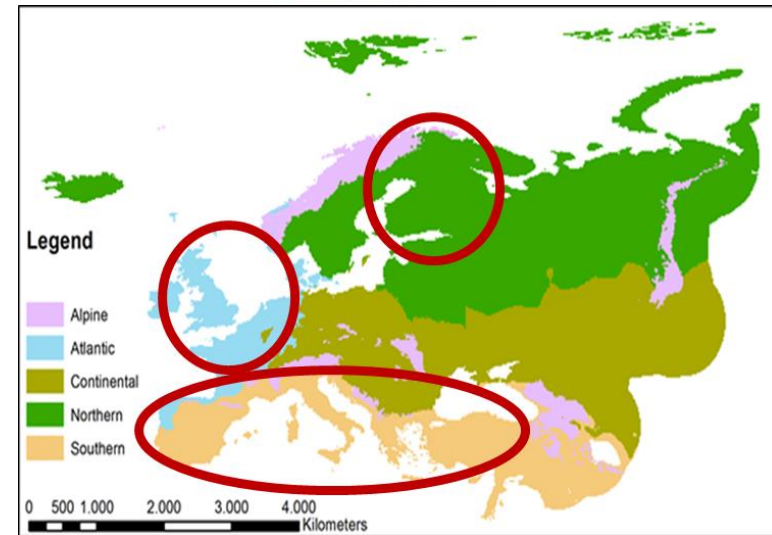 Legend
Alpine
Atlantic
Continental
Northern
Southern
0 500 1.000 2.000 3.000 4.000
Kilometers